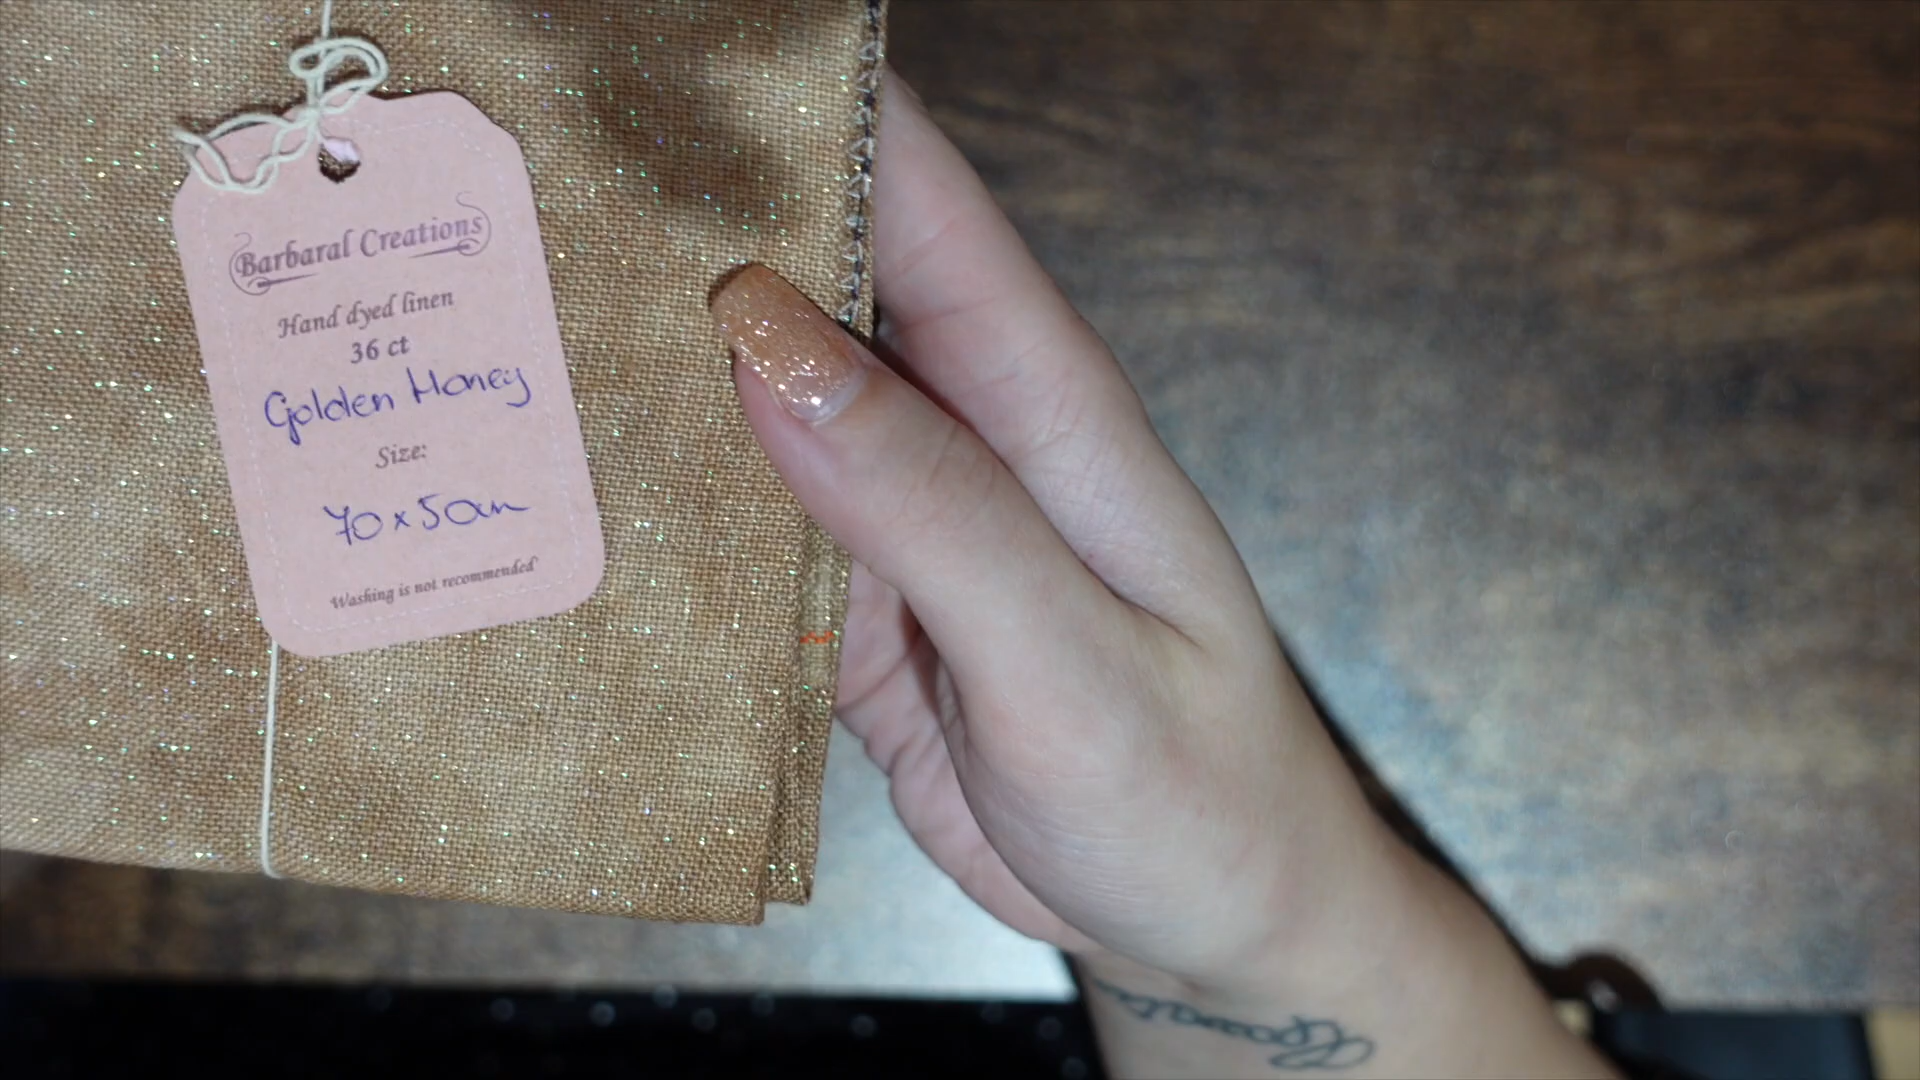 Barbaral Creations
Hand dyed linen
36 ct
Golden Honey
Size:
70 x 50cm
Washing is not recommended